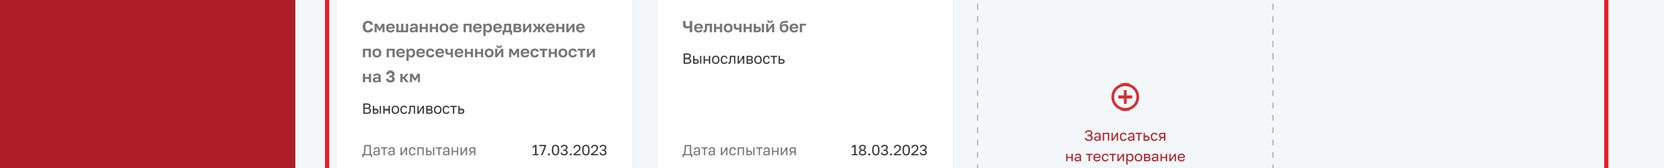 Смешанное передвижение
по пересеченной местности
на 3 км
Выносливость
Дата испытания 17.03.2023
Челночный бег
Выносливость
Дата испытания 18.03.2023
Записаться
на тестирование